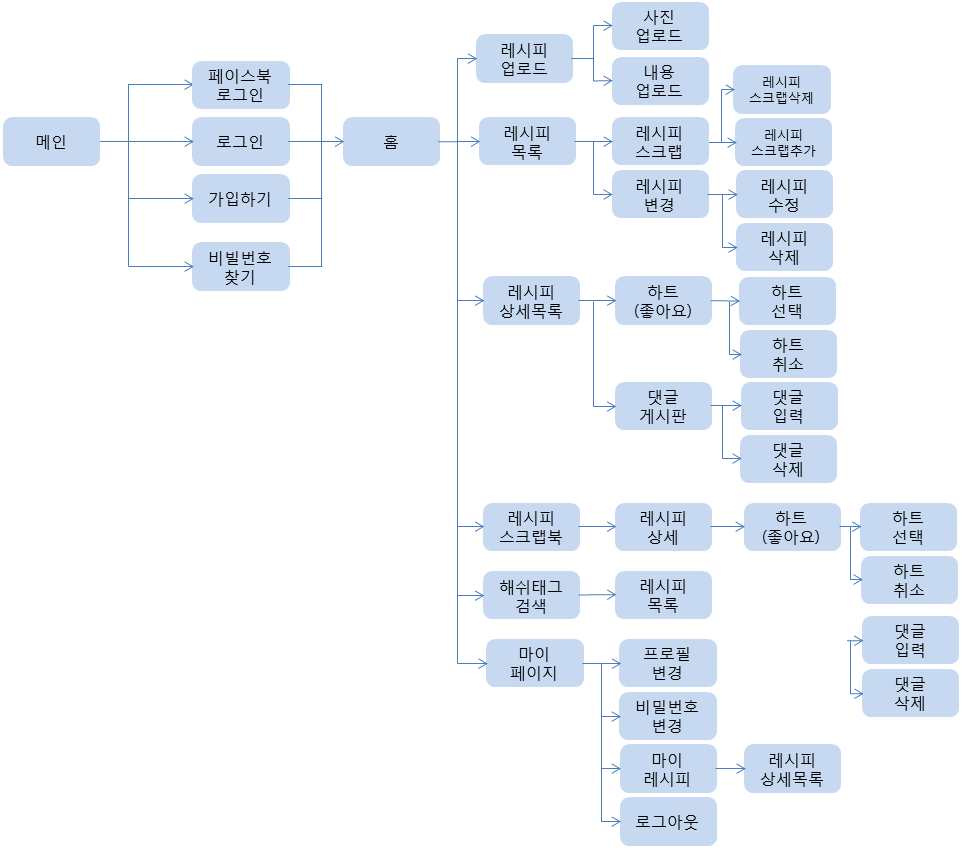 메인
페이스북
로그인
로그인
가입하기
비빌번호
찾기
홈
레시피
업로드
사진
업로드
내용
업로드
레시피
목록
레시피
스크랩
레시피
스크랩삭제
레시피
스크랩추가
레시피
변경
레시피
수정
레시피
삭제
레시피
상세목록
하트
(좋아요)
하트
선택
하트
취소
댓글
게시판
댓글
입력
댓글
삭제
레시피
스크랩북
레시피
상세
하트
(좋아요)
하트
선택
하트
취소
댓글
입력
댓글
삭제
해쉬태그
검색
레시피
목록
마이
페이지
프로필
변경
비밀번호
변경
마이
레시피
레시피
상세목록
로그아웃